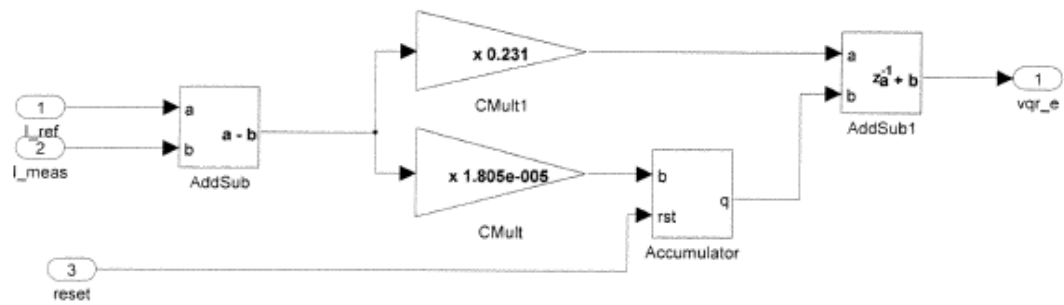 1
I_ref
2
I_meas
a
b
a - b
AddSub
x 0.231
CMult1
x 1.805e-005
CMult
b
rst
q
Accumulator
a
b
z^-1
a + b
AddSub1
1
vqr_e
3
reset